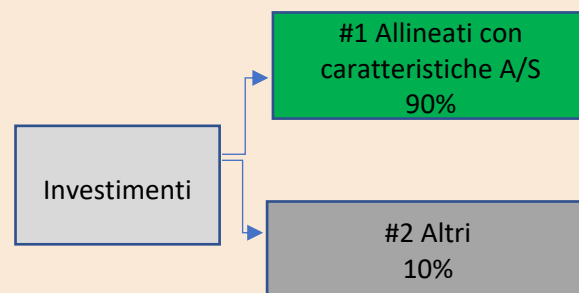 #1 Allineati con
caratteristiche A/S
90%
Investimenti
#2 Altri
10%